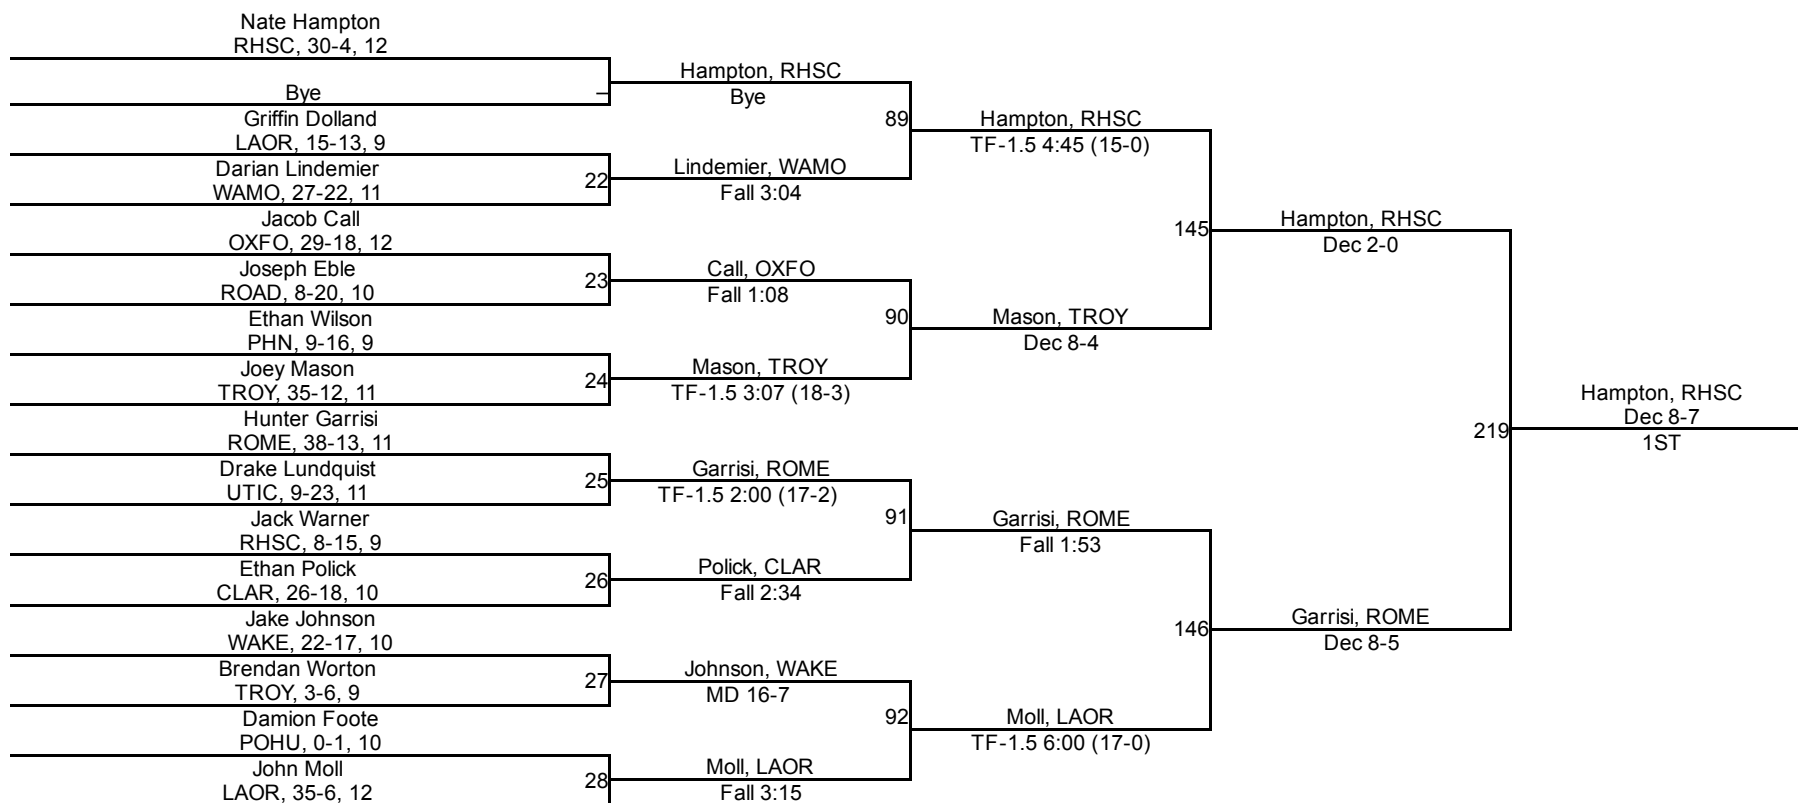 Nate Hampton
RHSC, 30-4, 12
Bye
Griffin Dolland
LAOR, 15-13, 9
Darian Lindemier
WAMO, 27-22, 11
22
Jacob Call
OXFO, 29-18, 12
Joseph Eble
ROAD, 8-20, 10
23
Ethan Wilson
PHN, 9-16, 9
Joey Mason
TROY, 35-12, 11
24
Hunter Garrisi
ROME, 38-13, 11
Drake Lundquist
UTIC, 9-23, 11
25
Jack Warner
RHSC, 8-15, 9
Ethan Polick
CLAR, 26-18, 10
26
Jake Johnson
WAKE, 22-17, 10
Brendan Worton
TROY, 3-6, 9
27
Damion Foote
POHU, 0-1, 10
John Moll
LAOR, 35-6, 12
28
Hampton, RHSC
Bye
89
Lindemier, WAMO
Fall 3:04
Call, OXFO
Fall 1:08
90
Mason, TROY
TF-1.5 3:07 (18-3)
Garrisi, ROME
TF-1.5 2:00 (17-2)
91
Polick, CLAR
Fall 2:34
Johnson, WAKE
MD 16-7
92
Moll, LAOR
Fall 3:15
Hampton, RHSC
TF-1.5 4:45 (15-0)
145
Mason, TROY
Dec 8-4
Garrisi, ROME
Fall 1:53
146
Moll, LAOR
TF-1.5 6:00 (17-0)
Hampton, RHSC
Dec 2-0
219
Garrisi, ROME
Dec 8-5
Hampton, RHSC
Dec 8-7
1ST